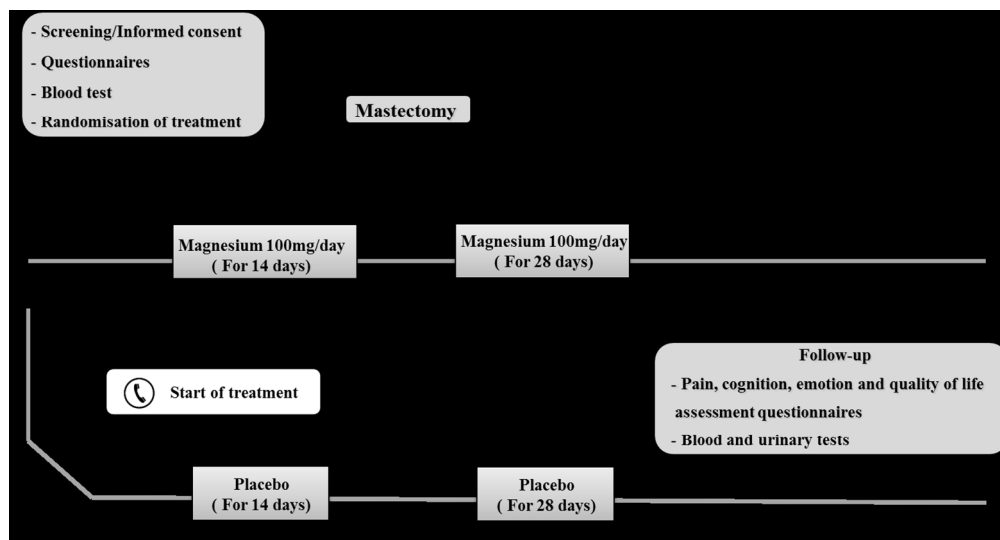 - Screening/Informed consent
- Questionnaires
- Blood test
- Randomisation of treatment
Mastectomy
Magnesium 100mg/day
( For 14 days)
Magnesium 100mg/day
( For 28 days)
Start of treatment
Follow-up
- Pain, cognition, emotion and quality of life
assessment questionnaires
- Blood and urinary tests
Placebo
( For 14 days)
Placebo
( For 28 days)